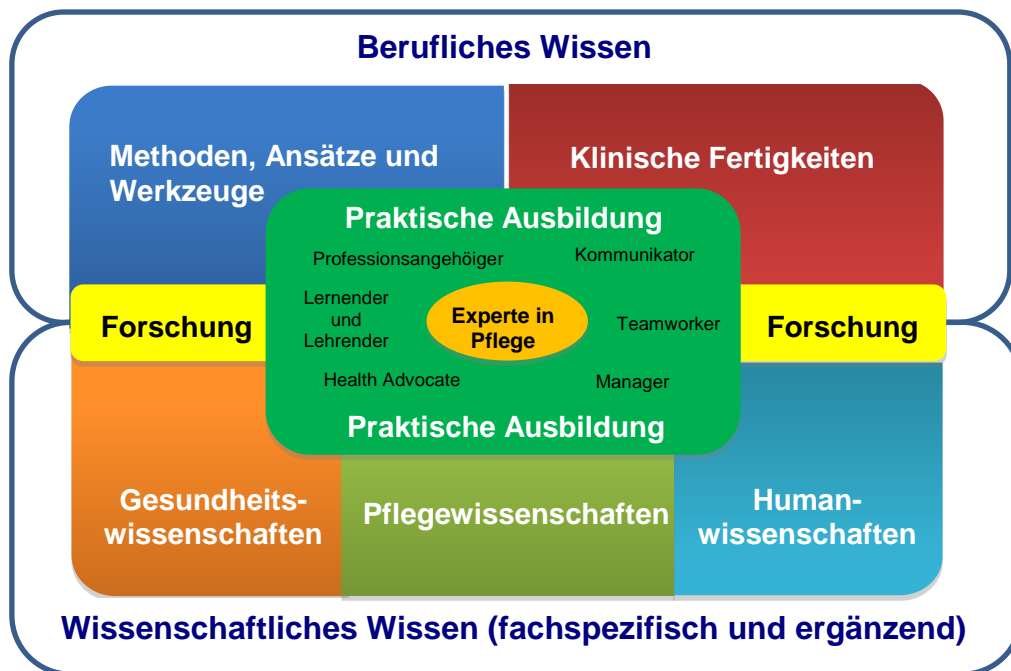 Berufliches Wissen
Methoden, Ansätze und
Werkzeuge
Klinische Fertigkeiten
Praktische Ausbildung
Professionsangehöiger
Kommunikator
Lernender
und
Lehrender
Experte in
Pflege
Teamworker
Forschung
Forschung
Health Advocate
Manager
Praktische Ausbildung
Gesundheits-
wissenschaften
Pflegewissenschaften
Human-
wissenschaften
Wissenschaftliches Wissen (fachspezifisch und ergänzend)